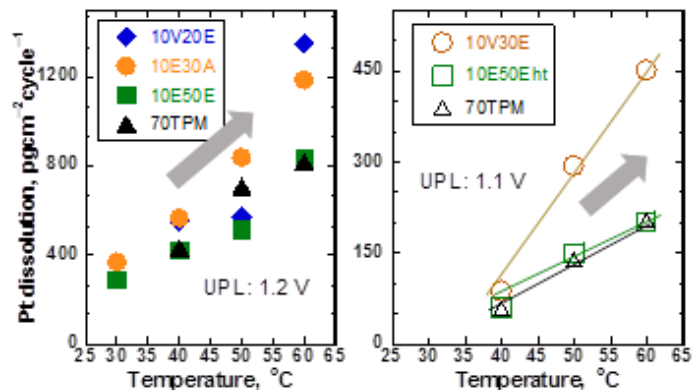 Pt dissolution, pgcm⁻² cycle⁻¹
1200
800
400
0
10V20E
10E30A
10E50E
70TPM
UPL: 1.2 V
25 30 35 40 45 50 55 60 65
Temperature, °C
450
300
150
0
10V30E
10E50Eht
70TPM
UPL: 1.1 V
25 30 35 40 45 50 55 60 65
Temperature, °C